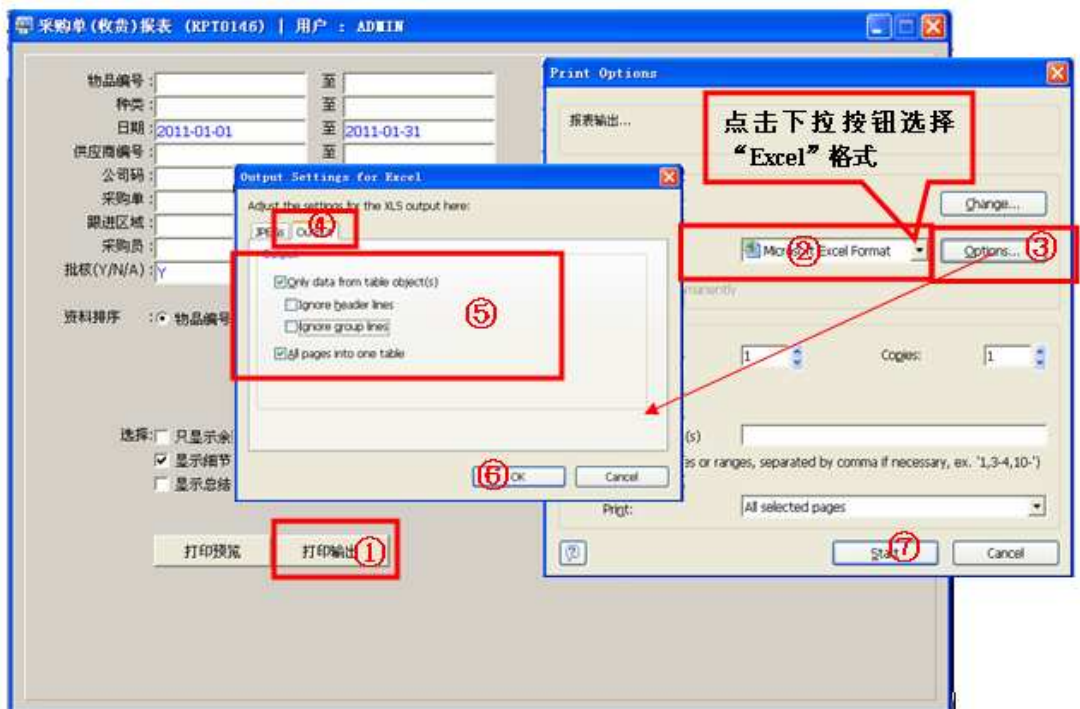 采购单(收货)报表 (RPT0146) | 用户 : ADMIN
物品编号 : 至
种类 : 至
日期 : 2011-01-01 至 2011-01-31
供应商编号 : 至
公司码 :
采购单 :
跟进区域 :
采购员 :
批核(Y/N/A) : Y
资料排序 : 物品编号
选择: 只显示余
显示细节
显示总结
打印预览
打印输出
①
Output Settings for Excel
Adjust the settings for the XLS output here:
JPEGs
④
Only data from table object(s)
Ignore header lines
Ignore group lines
All pages into one table
⑤
⑥ OK
Cancel
Print Options
报表输出...
点击下拉按钮选择
“Excel”格式
Change...
Microsoft Excel Format
②
Options...
③
1
Copies: 1
(s)
or ranges, separated by comma if necessary, ex. '1,3-4,10-')
Print: All selected pages
Start
⑦
Cancel